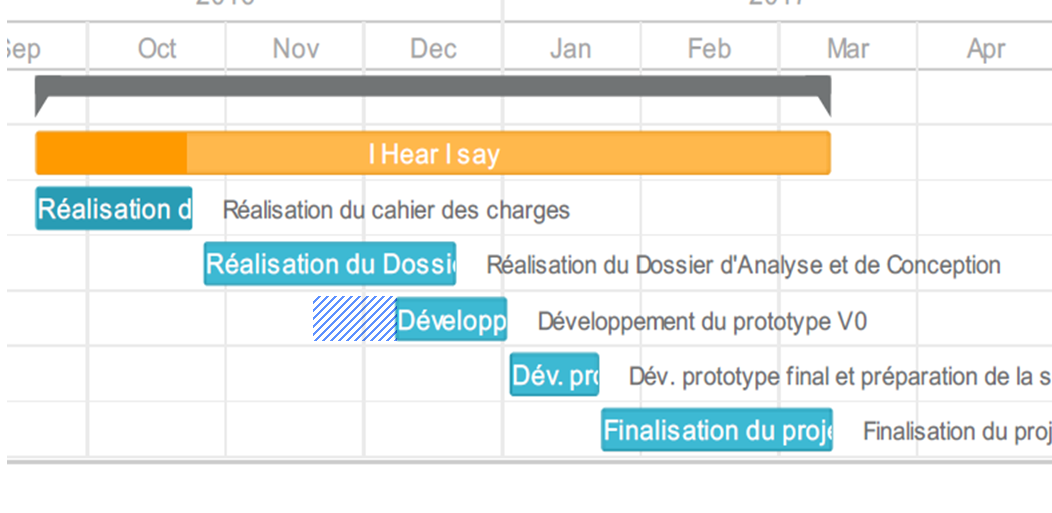 Oct Nov Dec Jan Feb Mar Apr
I Hear I say
Réalisation d Réalisation du cahier des charges
Réalisation du Dossi Réalisation du Dossier d'Analyse et de Conception
Développ Développement du prototype V0
Dév. pro Dév. prototype final et préparation de la s
Finalisation du proje Finalisation du proj